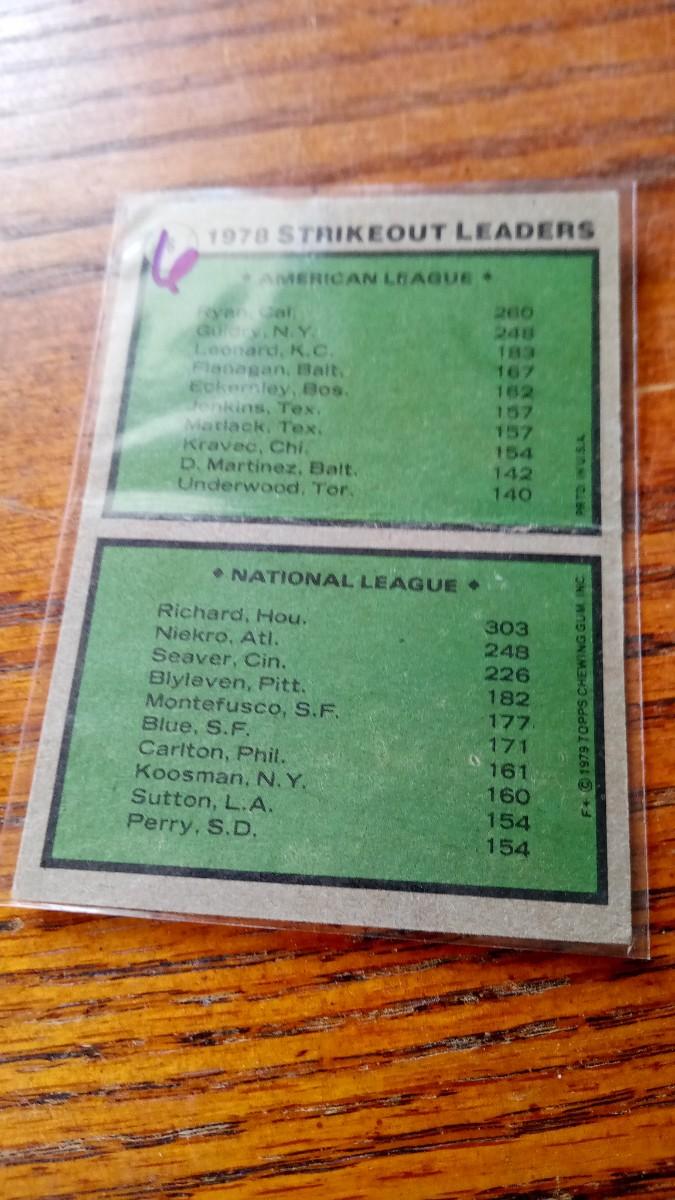 6
1978 STRIKEOUT LEADERS
♦ AMERICAN LEAGUE ♦
Ryan, Cal. 260
Guidry, N.Y. 248
Leonard, K.C. 183
Flanagan, Balt. 167
Eckersley, Bos. 162
Jenkins, Tex. 157
Matlack, Tex. 157
Kravec, Chi. 154
D. Martinez, Balt. 142
Underwood, Tor. 140
PRTD. IN U.S.A.
♦ NATIONAL LEAGUE ♦
Richard, Hou. 303
Niekro, Atl. 248
Seaver, Cin. 226
Blyleven, Pitt. 182
Montefusco, S.F. 177
Blue, S.F. 171
Carlton, Phil. 161
Koosman, N.Y. 160
Sutton, L.A. 154
Perry, S.D. 154
F★ © 1979 TOPPS CHEWING GUM, INC.